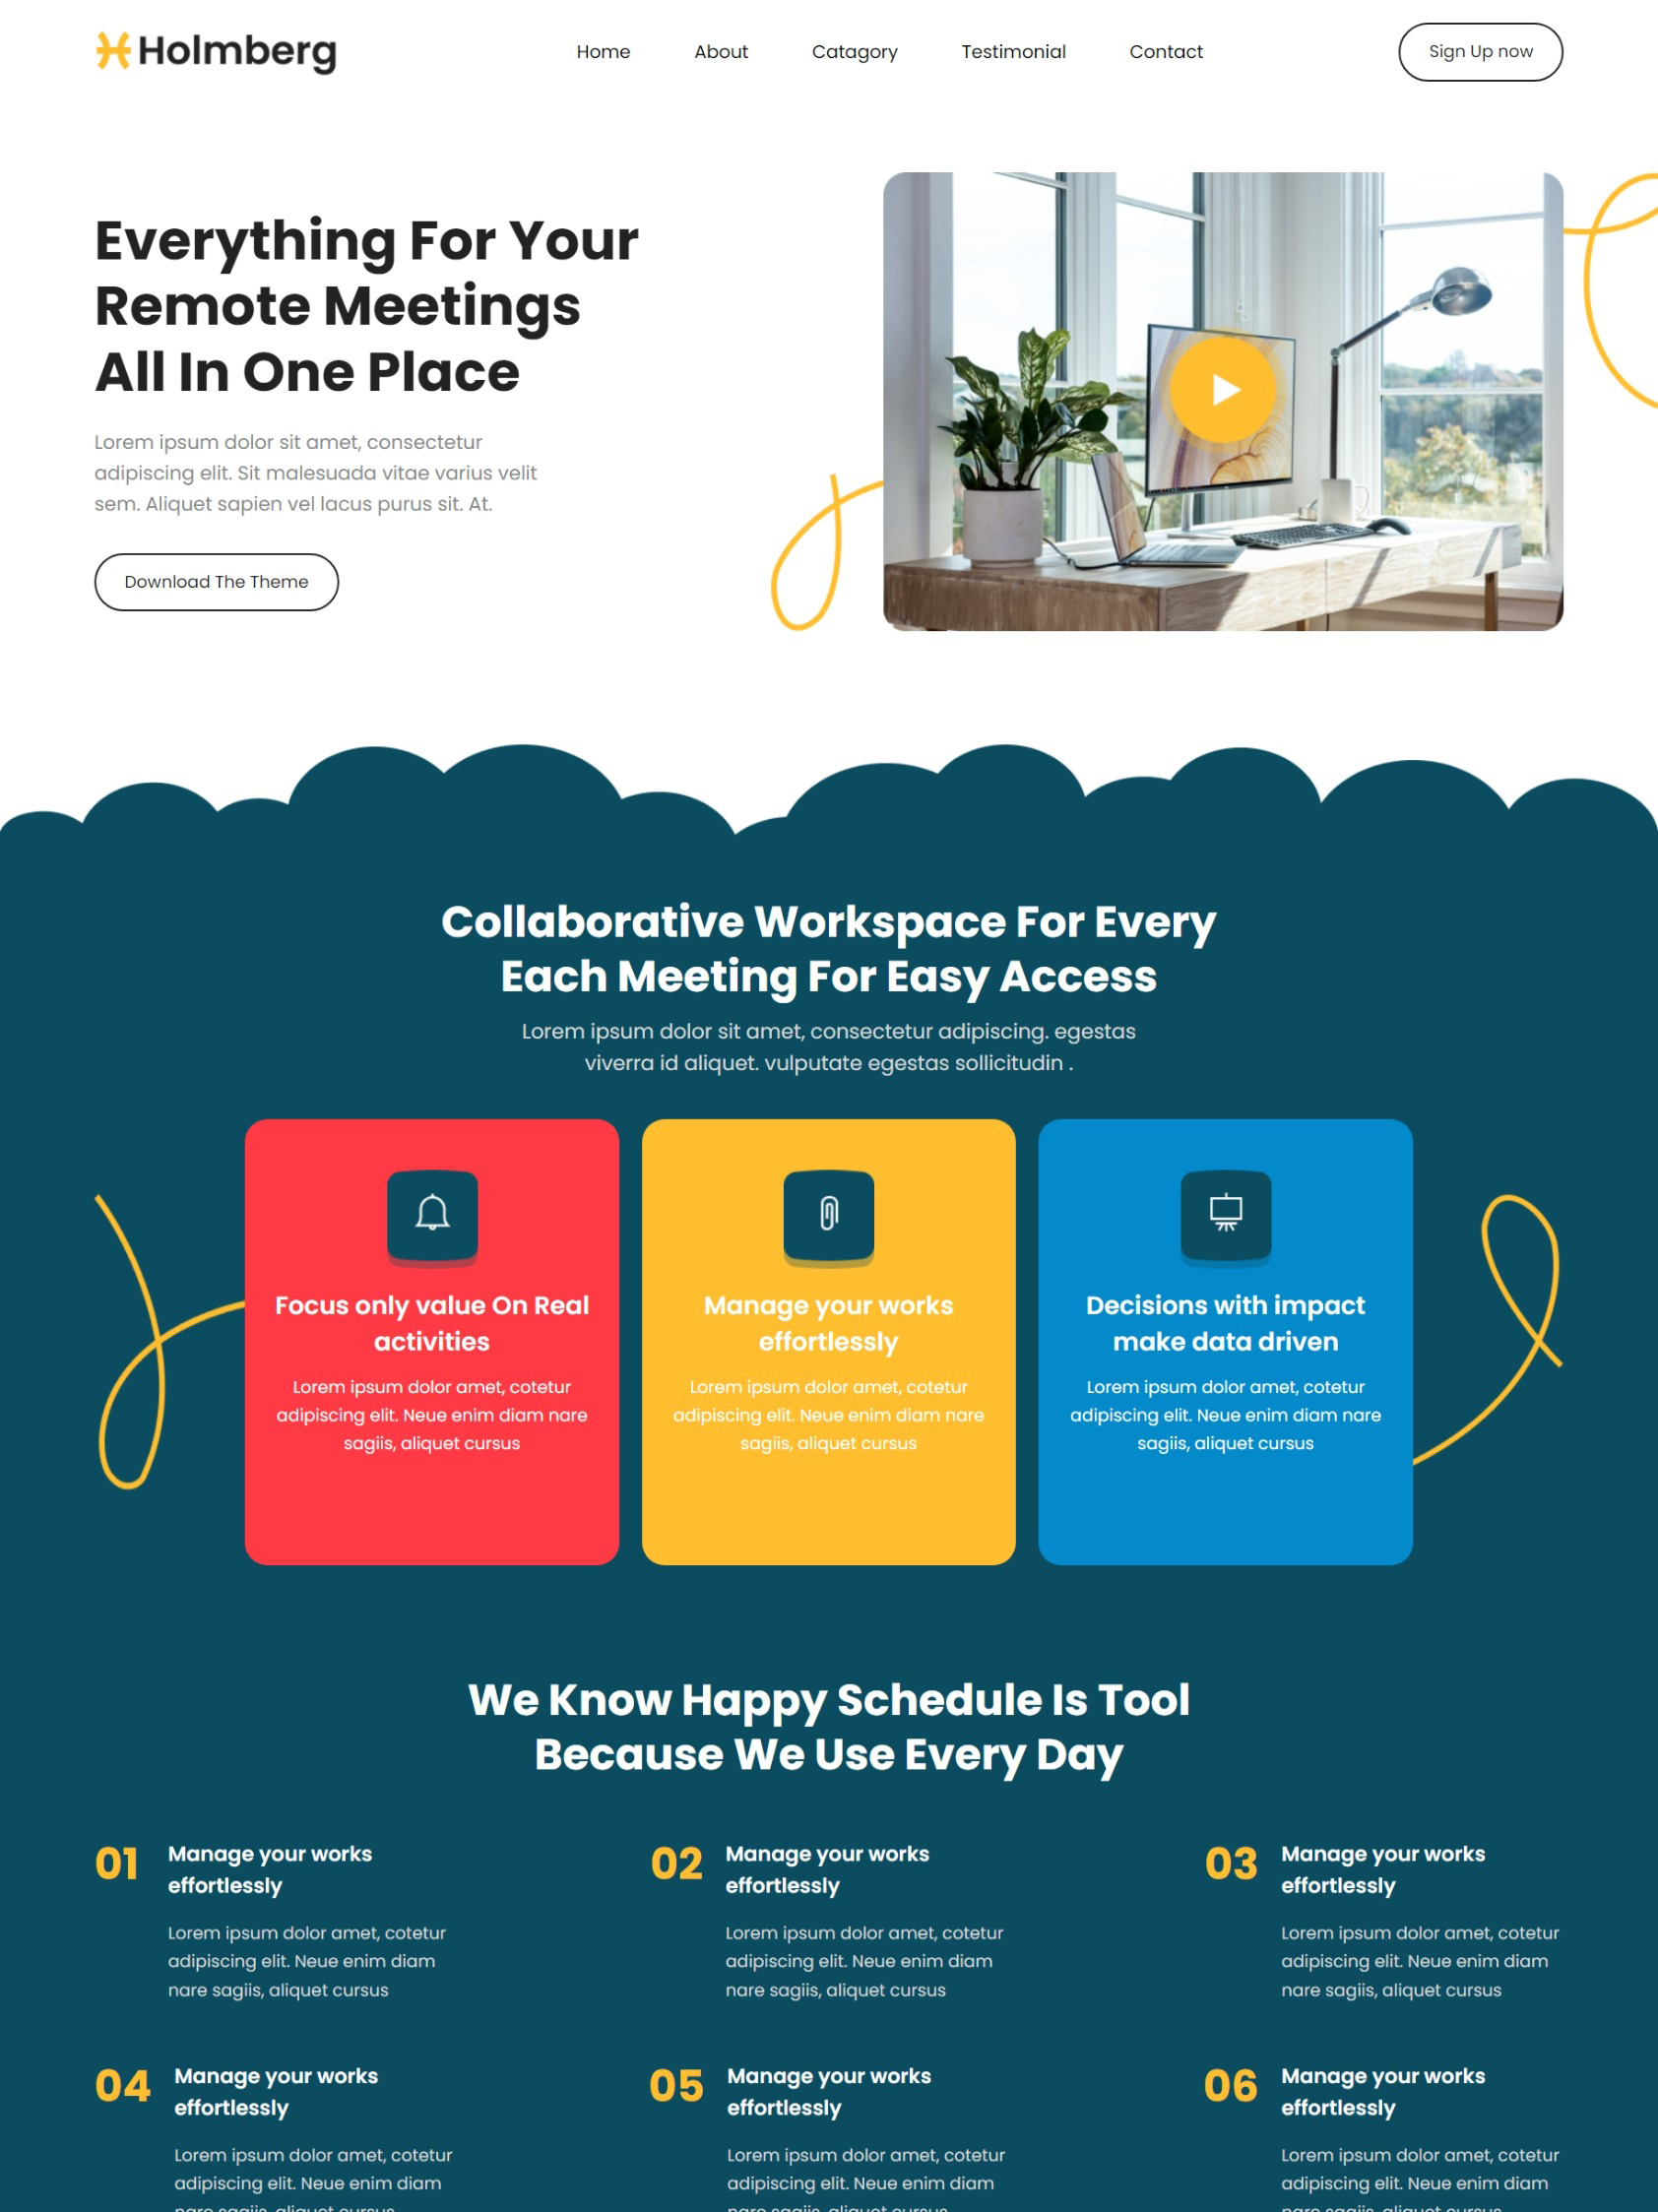 Holmberg
Home
About
Catagory
Testimonial
Contact
Sign Up now
Everything For Your
Remote Meetings
All In One Place
Lorem ipsum dolor sit amet, consectetur
adipiscing elit. Sit malesuada vitae varius velit
sem. Aliquet sapien vel lacus purus sit. At.
Download The Theme
Collaborative Workspace For Every
Each Meeting For Easy Access
Lorem ipsum dolor sit amet, consectetur adipiscing. egestas
viverra id aliquet. vulputate egestas sollicitudin .
Focus only value On Real
activities
Lorem ipsum dolor amet, cotetur
adipiscing elit. Neue enim diam nare
sagiis, aliquet cursus
Manage your works
effortlessly
Lorem ipsum dolor amet, cotetur
adipiscing elit. Neue enim diam nare
sagiis, aliquet cursus
Decisions with impact
make data driven
Lorem ipsum dolor amet, cotetur
adipiscing elit. Neue enim diam nare
sagiis, aliquet cursus
We Know Happy Schedule Is Tool
Because We Use Every Day
01
Manage your works
effortlessly
Lorem ipsum dolor amet, cotetur
adipiscing elit. Neue enim diam
nare sagiis, aliquet cursus
02
Manage your works
effortlessly
Lorem ipsum dolor amet, cotetur
adipiscing elit. Neue enim diam
nare sagiis, aliquet cursus
03
Manage your works
effortlessly
Lorem ipsum dolor amet, cotetur
adipiscing elit. Neue enim diam
nare sagiis, aliquet cursus
04
Manage your works
effortlessly
Lorem ipsum dolor amet, cotetur
adipiscing elit. Neue enim diam
nare sagiis, aliquet cursus
05
Manage your works
effortlessly
Lorem ipsum dolor amet, cotetur
adipiscing elit. Neue enim diam
nare sagiis, aliquet cursus
06
Manage your works
effortlessly
Lorem ipsum dolor amet, cotetur
adipiscing elit. Neue enim diam
nare sagiis, aliquet cursus